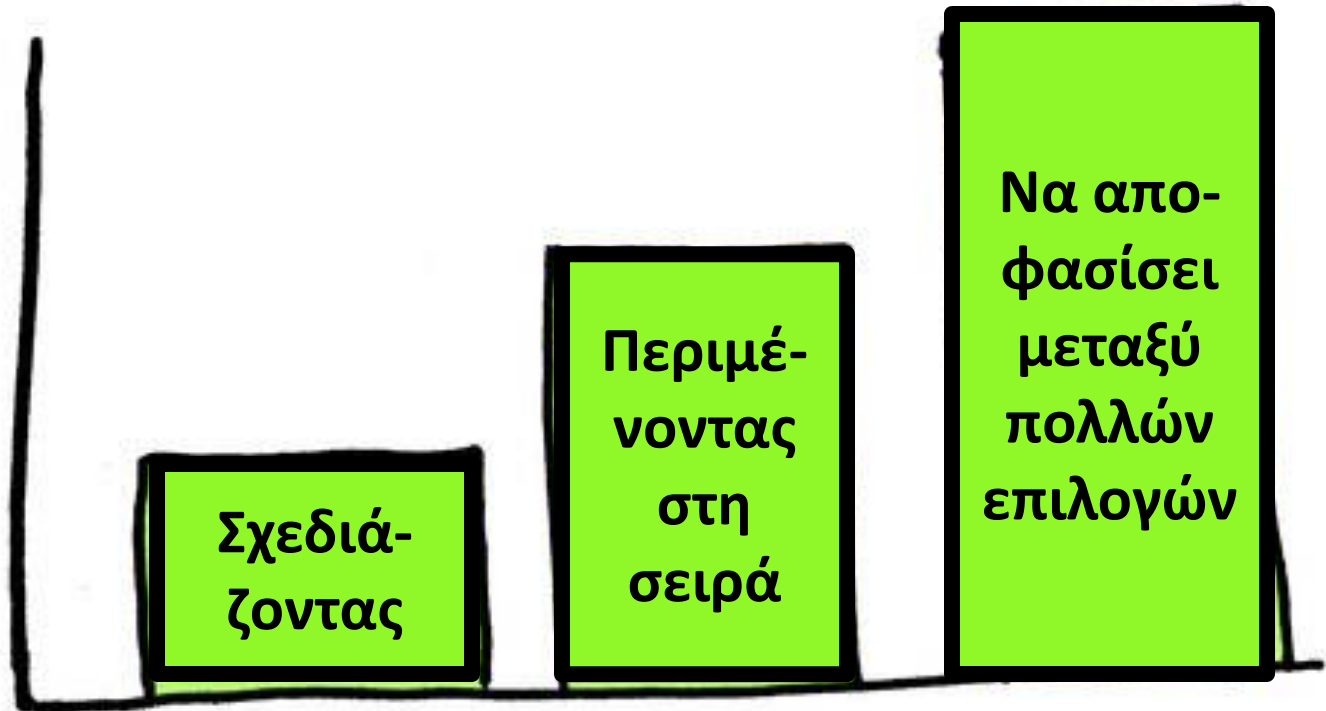 Σχεδιά-
ζοντας
Περιμέ-
νοντας
στη
σειρά
Να απο-
φασίσει
μεταξύ
πολλών
επιλογών